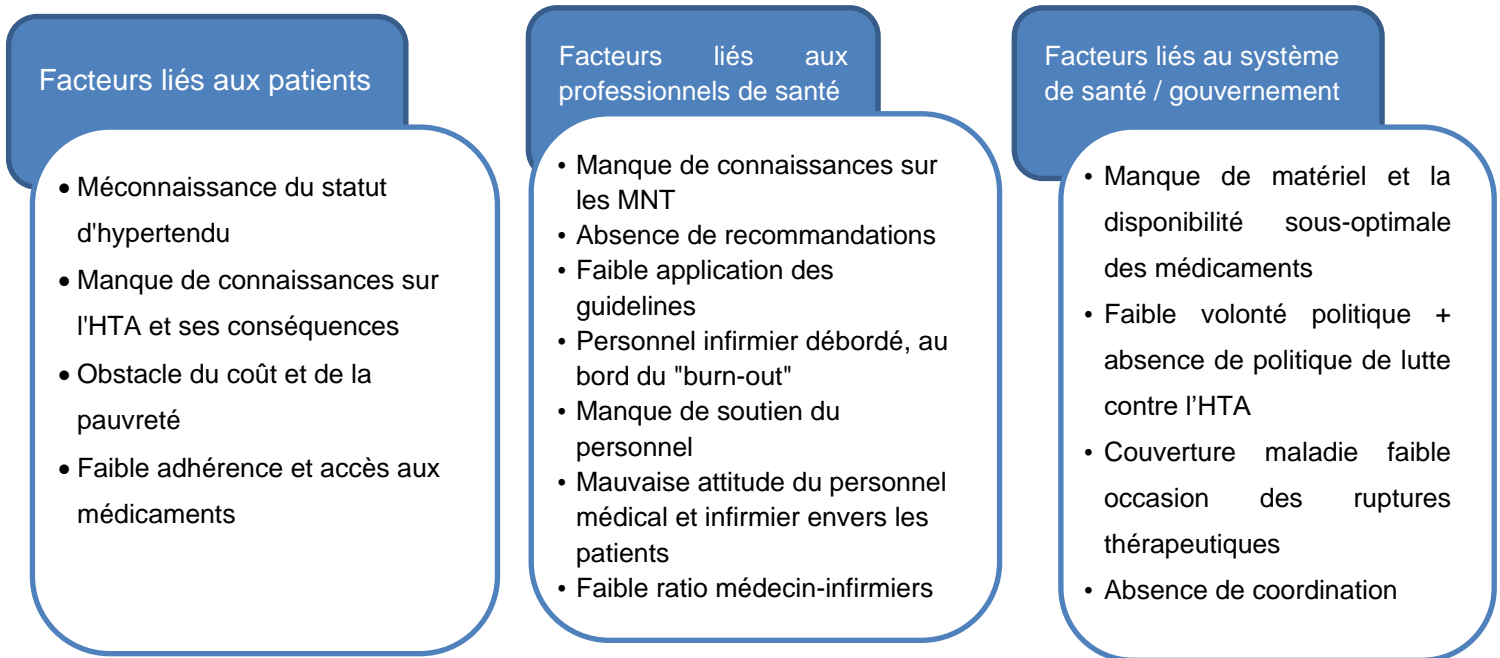 Facteurs liés aux patients
• Méconnaissance du statut
d'hypertendu
• Manque de connaissances sur
l'HTA et ses conséquences
• Obstacle du coût et de la
pauvreté
• Faible adhérence et accès aux
médicaments
Facteurs liés aux
professionnels de santé
• Manque de connaissances sur
les MNT
• Absence de recommandations
• Faible application des
guidelines
• Personnel infirmier débordé, au
bord du "burn-out"
• Manque de soutien du
personnel
• Mauvaise attitude du personnel
médical et infirmier envers les
patients
• Faible ratio médecin-infirmiers
Facteurs liés au système
de santé / gouvernement
• Manque de matériel et la
disponibilité sous-optimale
des médicaments
• Faible volonté politique +
absence de politique de lutte
contre l’HTA
• Couverture maladie faible
occasion des ruptures
thérapeutiques
• Absence de coordination